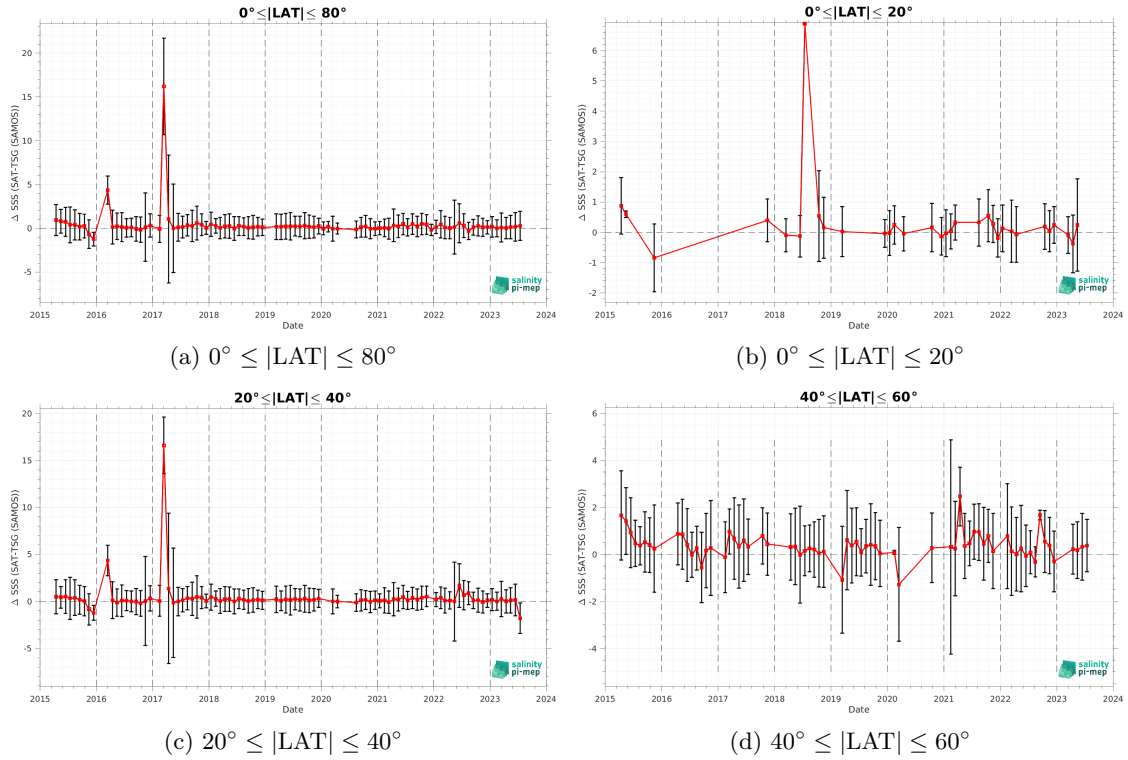 0°≤|LAT|≤ 80°
Δ SSS (SAT-TSG (SAMOS))
20
15
10
5
0
-5
2015 2016 2017 2018 2019 2020 2021 2022 2023 2024
Date
salinity
pi-mep
(a) 0° ≤ |LAT| ≤ 80°
0°≤|LAT|≤ 20°
Δ SSS (SAT-TSG (SAMOS))
6
5
4
3
2
1
0
-1
-2
2015 2016 2017 2018 2019 2020 2021 2022 2023 2024
Date
salinity
pi-mep
(b) 0° ≤ |LAT| ≤ 20°
20°≤|LAT|≤ 40°
Δ SSS (SAT-TSG (SAMOS))
20
15
10
5
0
-5
2015 2016 2017 2018 2019 2020 2021 2022 2023 2024
Date
salinity
pi-mep
(c) 20° ≤ |LAT| ≤ 40°
40°≤|LAT|≤ 60°
Δ SSS (SAT-TSG (SAMOS))
6
4
2
0
-2
-4
2015 2016 2017 2018 2019 2020 2021 2022 2023 2024
Date
salinity
pi-mep
(d) 40° ≤ |LAT| ≤ 60°